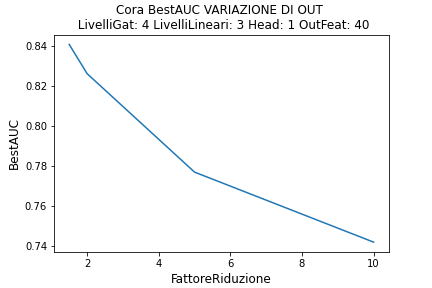 Cora BestAUC VARIAZIONE DI OUT
LivelliGat: 4 LivelliLineari: 3 Head: 1 OutFeat: 40
0.84
0.82
0.80
0.78
0.76
0.74
BestAUC
2 4 6 8 10
FattoreRiduzione